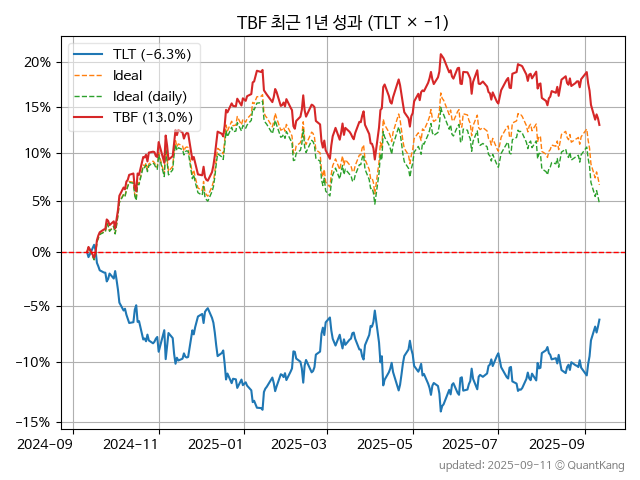 TBF 최근 1년 성과 (TLT × −1)
TLT (−6.3%)
Ideal
Ideal (daily)
TBF (13.0%)
20%
15%
10%
5%
0%
−5%
−10%
−15%
2024-09 2024-11 2025-01 2025-03 2025-05 2025-07 2025-09
updated: 2025-09-11 © QuantKang